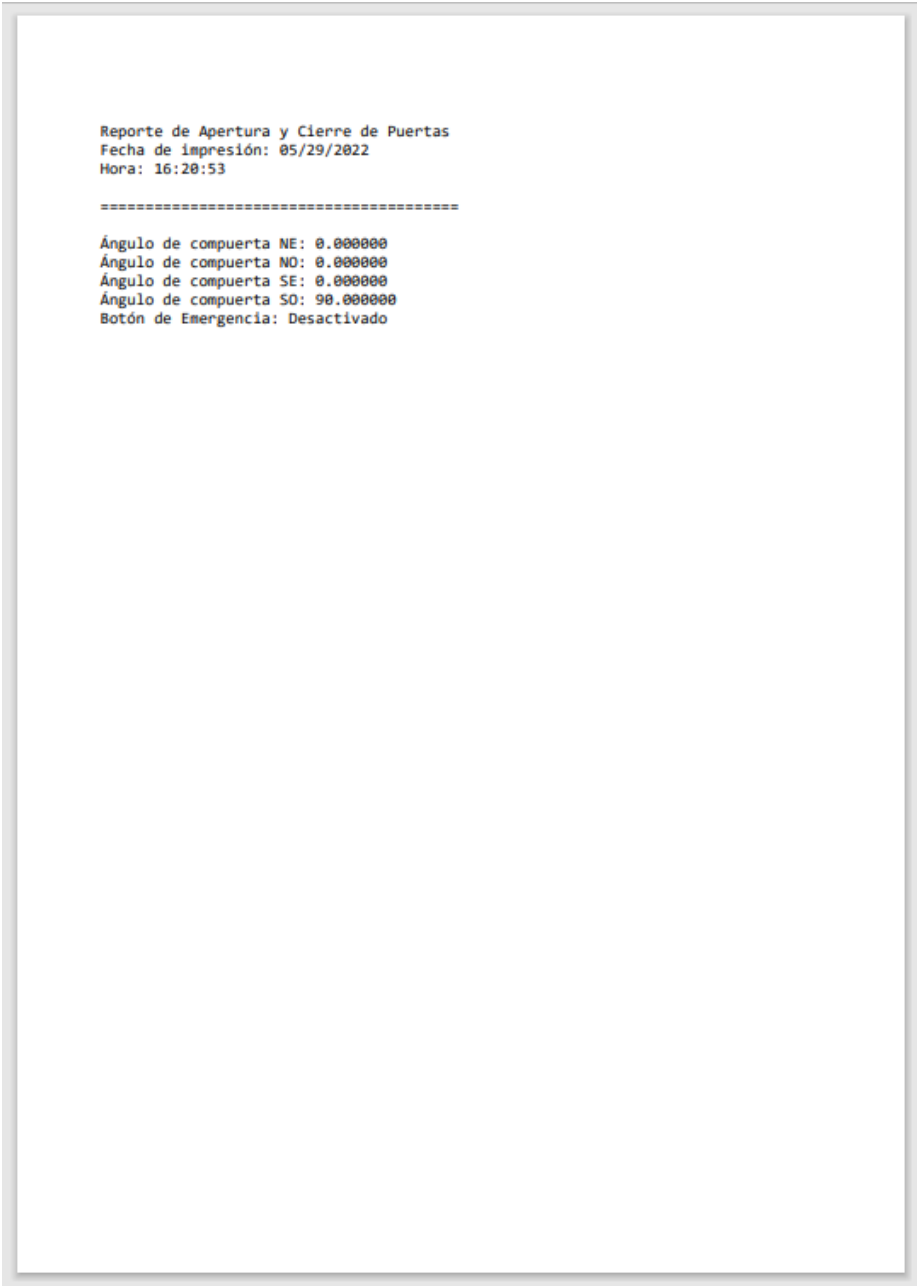 Reporte de Apertura y Cierre de Puertas
Fecha de impresión: 05/29/2022
Hora: 16:20:53
========================================
Ángulo de compuerta NE: 0.000000
Ángulo de compuerta NO: 0.000000
Ángulo de compuerta SE: 0.000000
Ángulo de compuerta SO: 90.000000
Botón de Emergencia: Desactivado